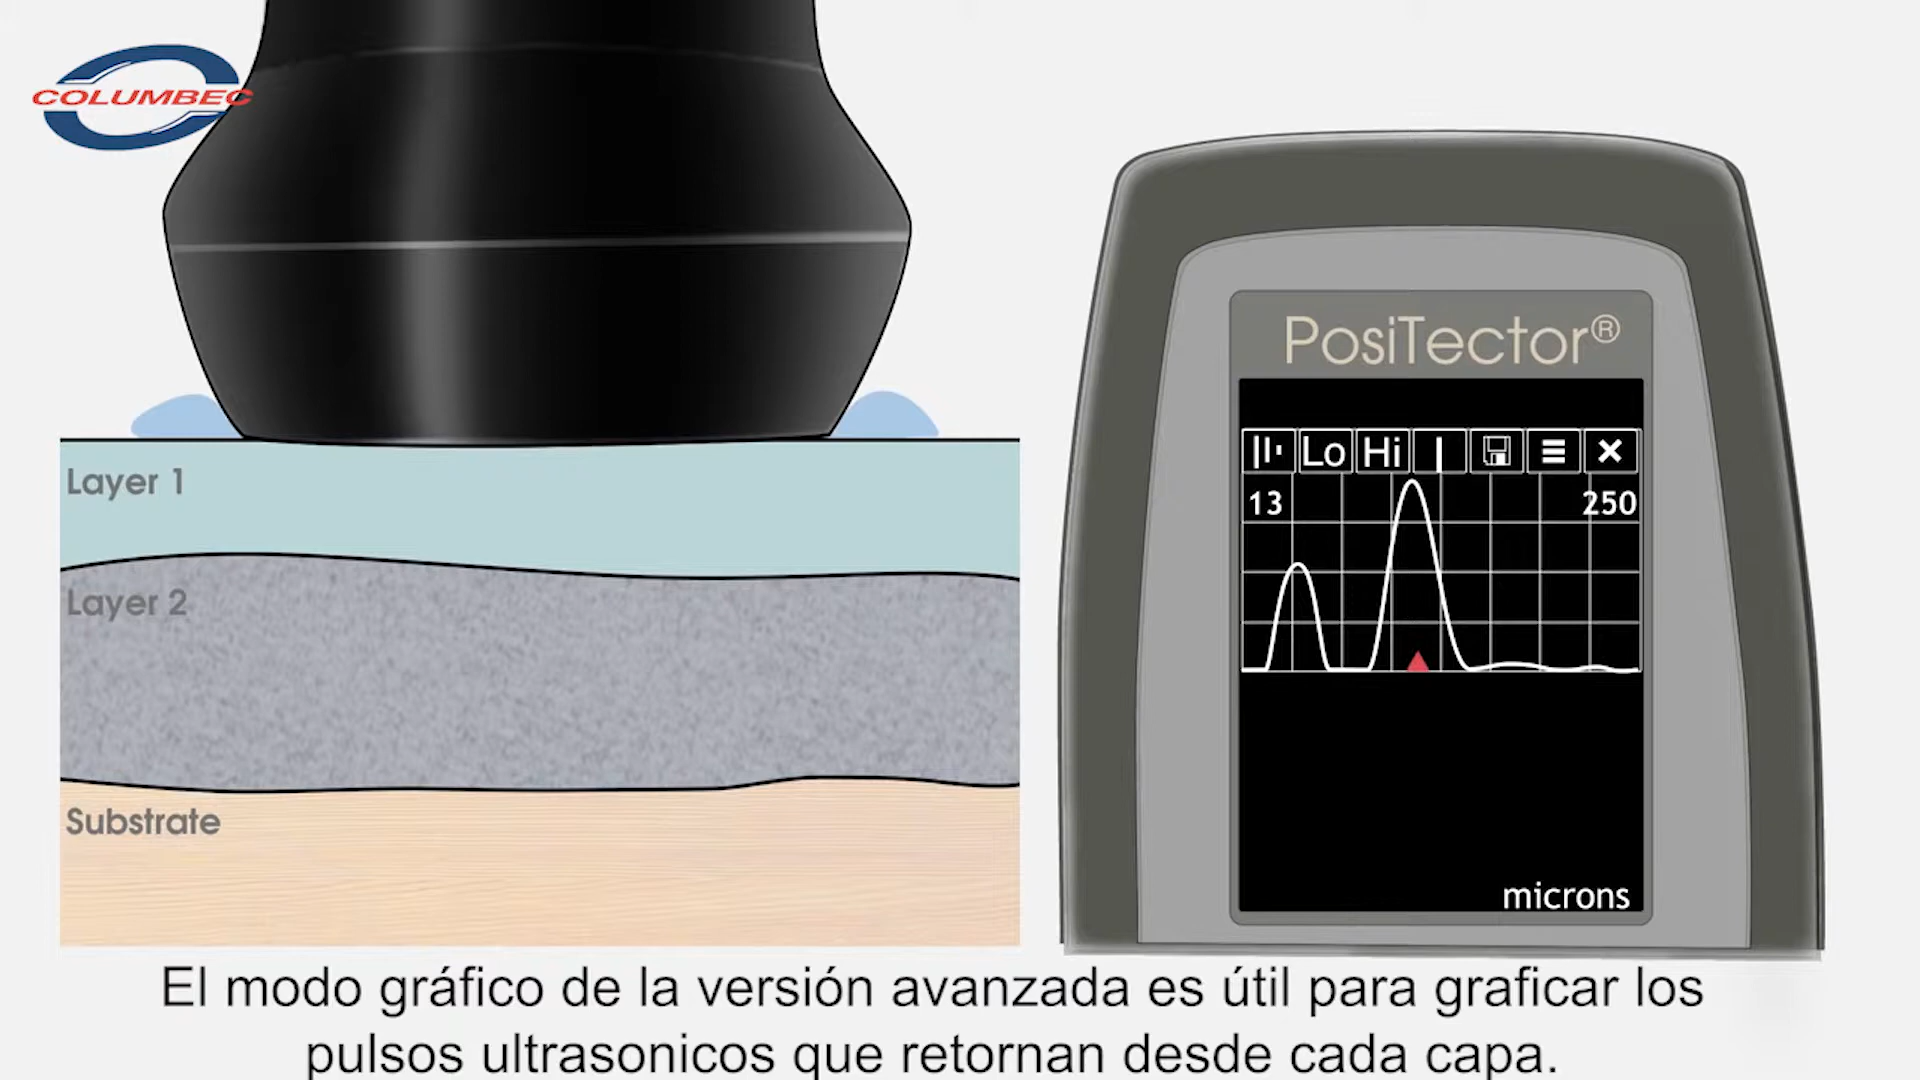 COLUMBEC
PosiTector®
Lo Hi
13 250
Layer 1
Layer 2
Substrate
microns
El modo gráfico de la versión avanzada es útil para graficar los
pulsos ultrasonicos que retornan desde cada capa.